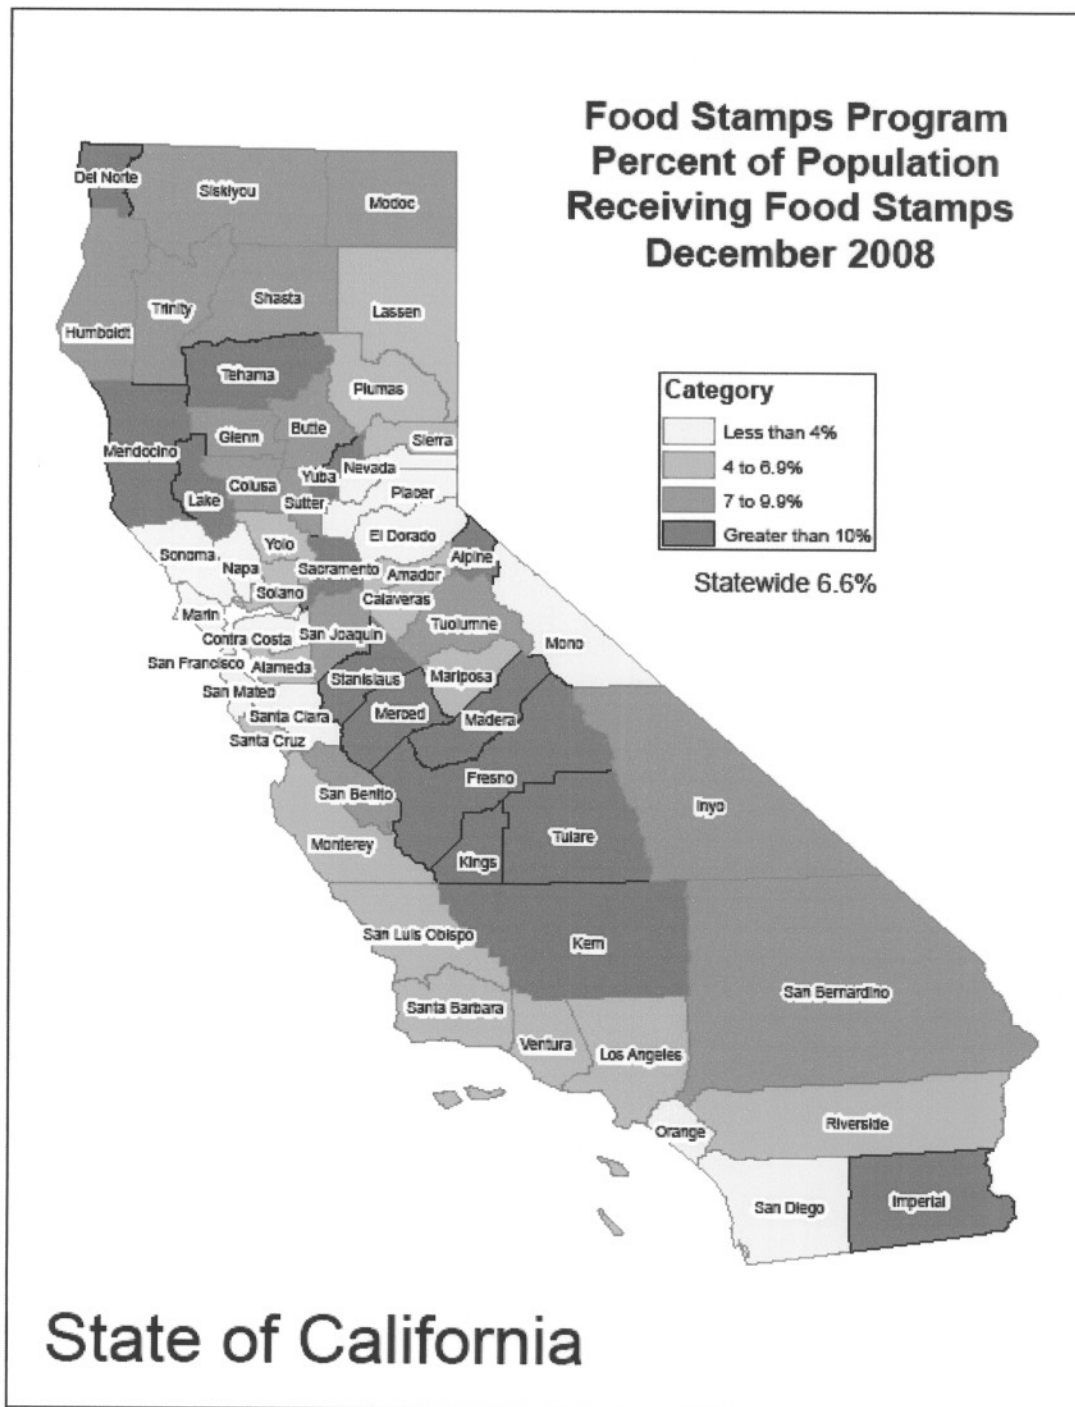 Food Stamps Program
Percent of Population
Receiving Food Stamps
December 2008
Del Norte
Siskiyou
Modoc
Humboldt
Trinity
Shasta
Lassen
Tehama
Plumas
Category
Less than 4%
4 to 6.9%
7 to 9.9%
Greater than 10%
Statewide 6.6%
Mendocino
Glenn
Butte
Sierra
Lake
Colusa
Yuba
Nevada
Sutter
Placer
Sonoma
Napa
Yolo
El Dorado
Sacramento
Alpine
Amador
Solano
Calaveras
Marin
Contra Costa
San Joaquin
Tuolumne
Mono
San Francisco
Alameda
Stanislaus
Mariposa
San Mateo
Santa Clara
Merced
Madera
Santa Cruz
San Benito
Fresno
Inyo
Monterey
Kings
Tulare
San Luis Obispo
Kern
San Bernardino
Santa Barbara
Ventura
Los Angeles
Orange
Riverside
San Diego
Imperial
State of California